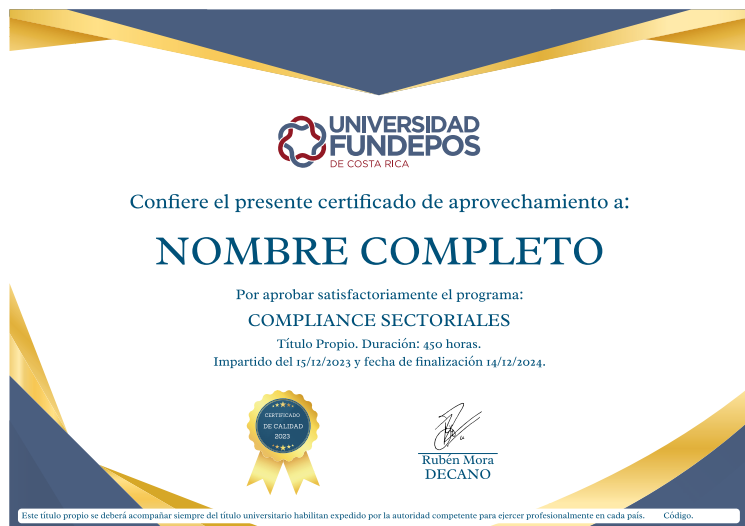 UNIVERSIDAD
FUNDEPOS
DE COSTA RICA
Confiere el presente certificado de aprovechamiento a:
NOMBRE COMPLETO
Por aprobar satisfactoriamente el programa:
COMPLIANCE SECTORIALES
Título Propio. Duración: 450 horas.
Impartido del 15/12/2023 y fecha de finalización 14/12/2024.
CERTIFICADO
DE CALIDAD
2023
Rubén Mora
DECANO
Este título propio se deberá acompañar siempre del título universitario habilitan expedido por la autoridad competente para ejercer profesionalmente en cada país. Código.